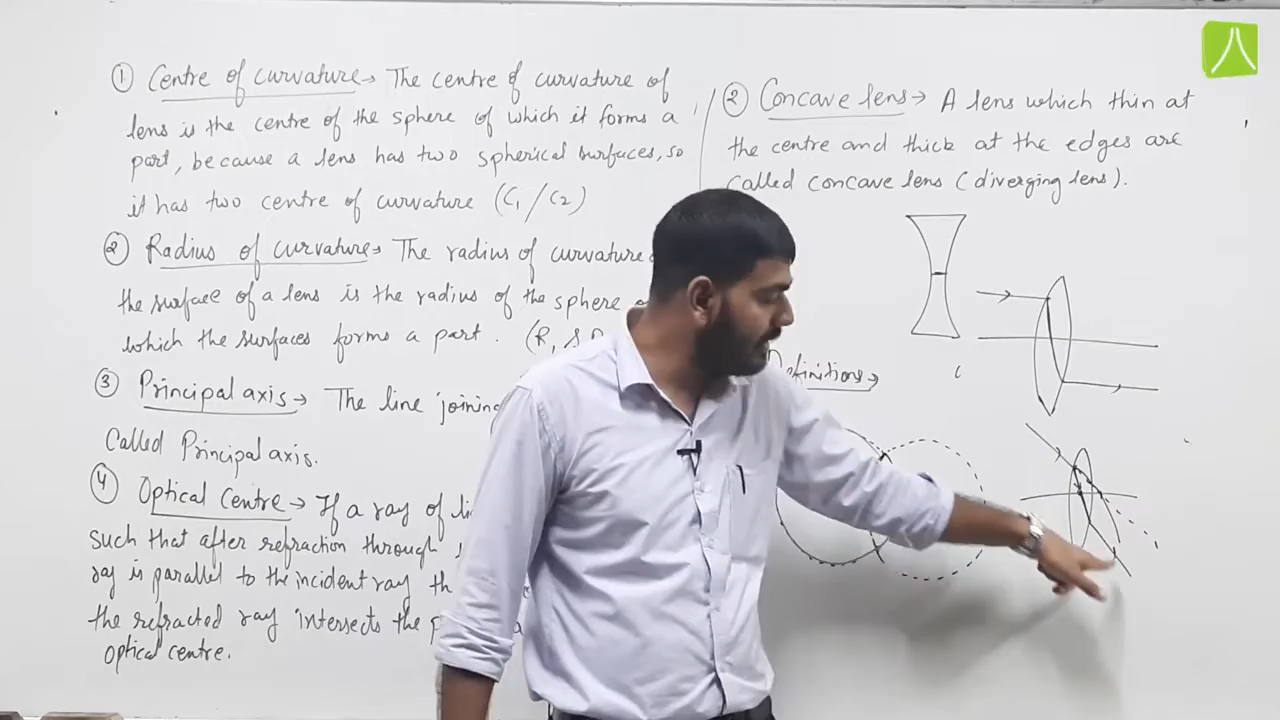 ① Centre of curvature → The centre of curvature of
lens is the centre of the sphere of which it forms a
part, because a lens has two spherical surfaces, so
it has two centre of curvature (C₁/C₂)
② Radius of curvature → The radius of curvature
the surface of a lens is the radius of the sphere
which the surfaces forms a part. (R₁ &
③ Principal axis → The line joining
Called Principal axis.
④ Optical Centre → If a ray of
such that after refraction through
ray is parallel to the incident ray
the refracted ray intersects the
optical centre.
② Concave lens → A lens which thin at
the centre and thick at the edges are
called concave lens (diverging lens).
Definitions →